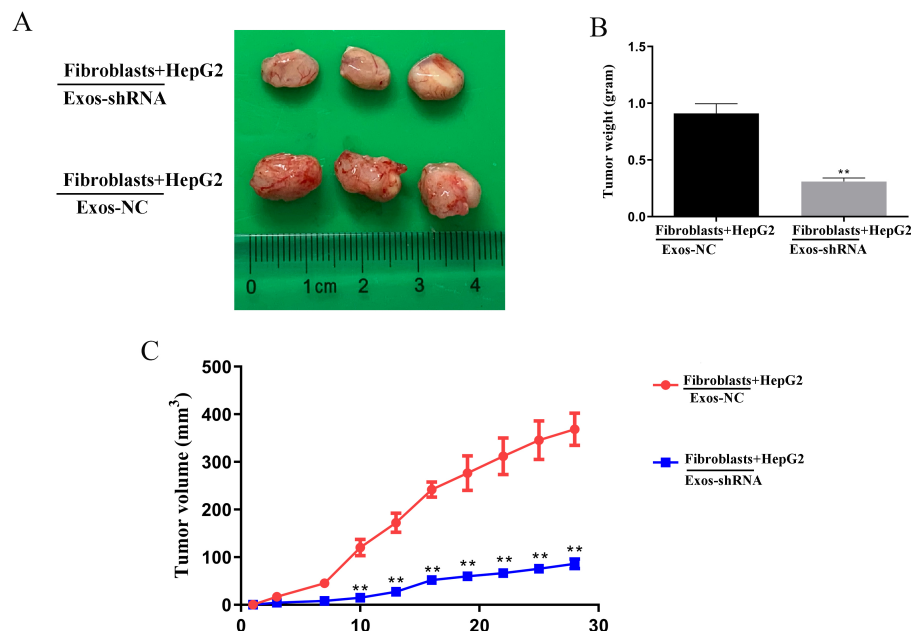 A
Fibroblasts+HepG2
Exos-shRNA
Fibroblasts+HepG2
Exos-NC
0 1cm 2 3 4
B
Tumor weight (gram)
1.5
1.0
0.5
0.0
**
Fibroblasts+HepG2
Exos-NC
Fibroblasts+HepG2
Exos-shRNA
C
Tumor volume (mm³)
500
400
300
200
100
0
** ** ** ** ** ** **
0 10 20 30
Fibroblasts+HepG2
Exos-NC
Fibroblasts+HepG2
Exos-shRNA